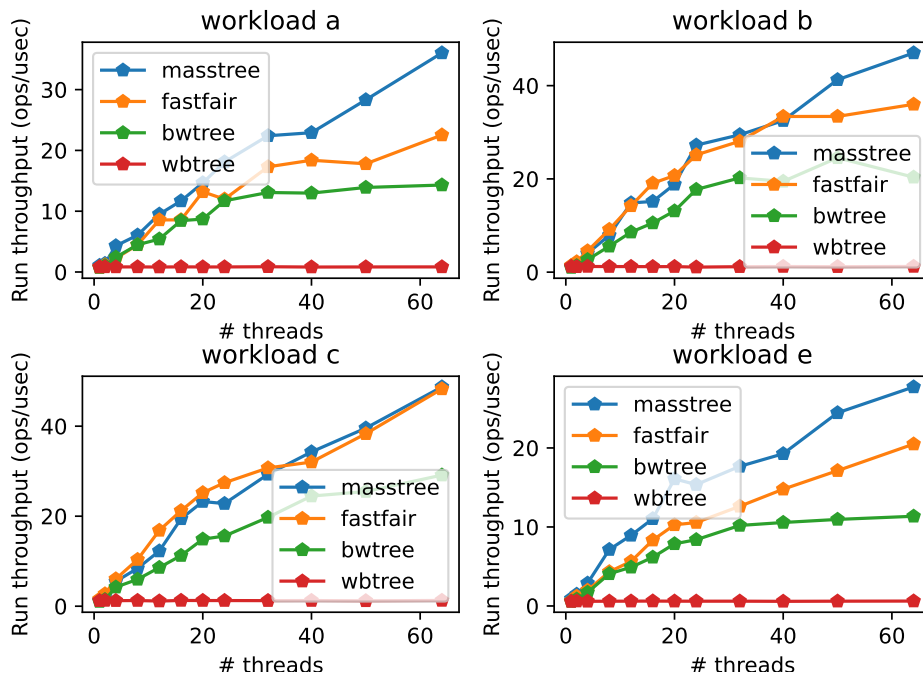 workload a
Run throughput (ops/usec)
30
20
10
0
masstree
fastfair
bwtree
wbtree
0 20 40 60
# threads
workload b
Run throughput (ops/usec)
40
20
0
masstree
fastfair
bwtree
wbtree
0 20 40 60
# threads
workload c
Run throughput (ops/usec)
40
20
0
masstree
fastfair
bwtree
wbtree
0 20 40 60
# threads
workload e
Run throughput (ops/usec)
20
10
0
masstree
fastfair
bwtree
wbtree
0 20 40 60
# threads